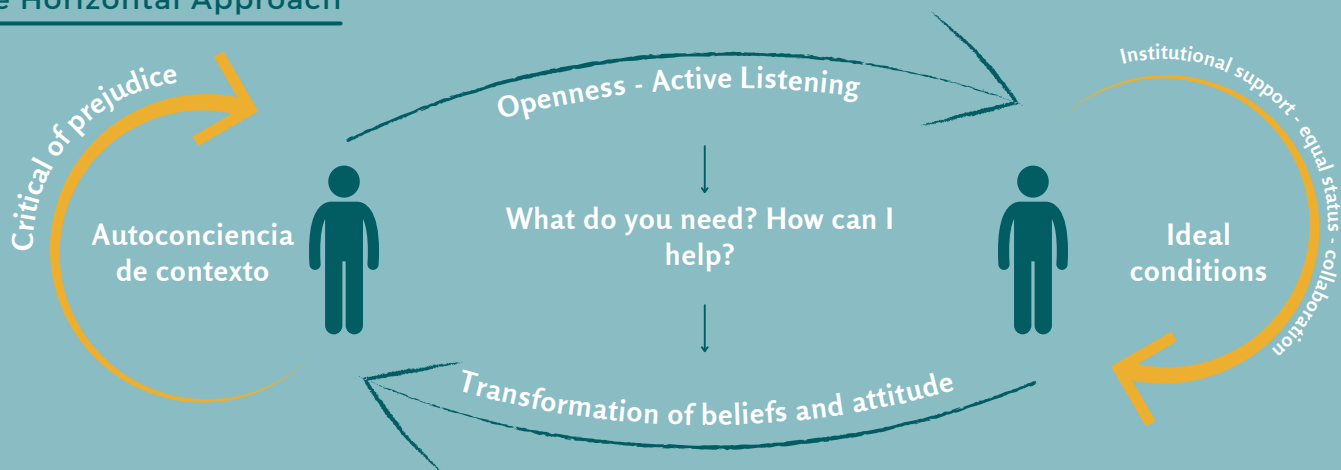 Horizontal Approach
Critical of prejudice
Openness - Active Listening
Institutional support - equal status - collaboration
Autoconciencia
de contexto
What do you need? How can I
help?
Ideal
conditions
Transformation of beliefs and attitude